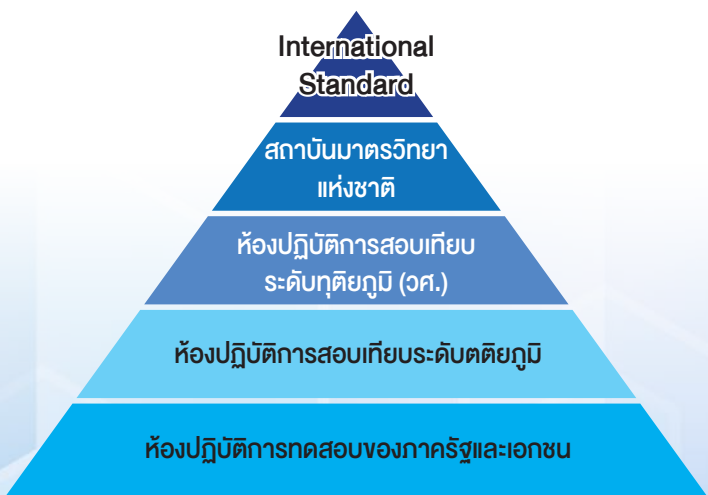 International
Standard
สถาบันมาตรวิทยา
แห่งชาติ
ห้องปฏิบัติการสอบเทียบ
ระดับทุติยภูมิ (วศ.)
ห้องปฏิบัติการสอบเทียบระดับตติยภูมิ
ห้องปฏิบัติการทดสอบของภาครัฐและเอกชน